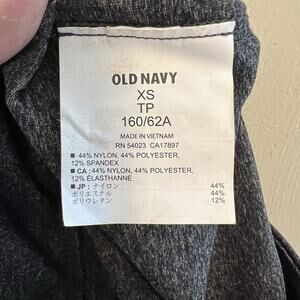 OLD NAVY
XS
TP
160/62A
MADE IN VIETNAM
RN 54023 CA17897
■ 44% NYLON, 44% POLYESTER,
12% SPANDEX
■ CA : 44% NYLON, 44% POLYESTER,
12% ÉLASTHANNE
■ JP : ナイロン 44%
ポリエステル 44%
ポリウレタン 12%